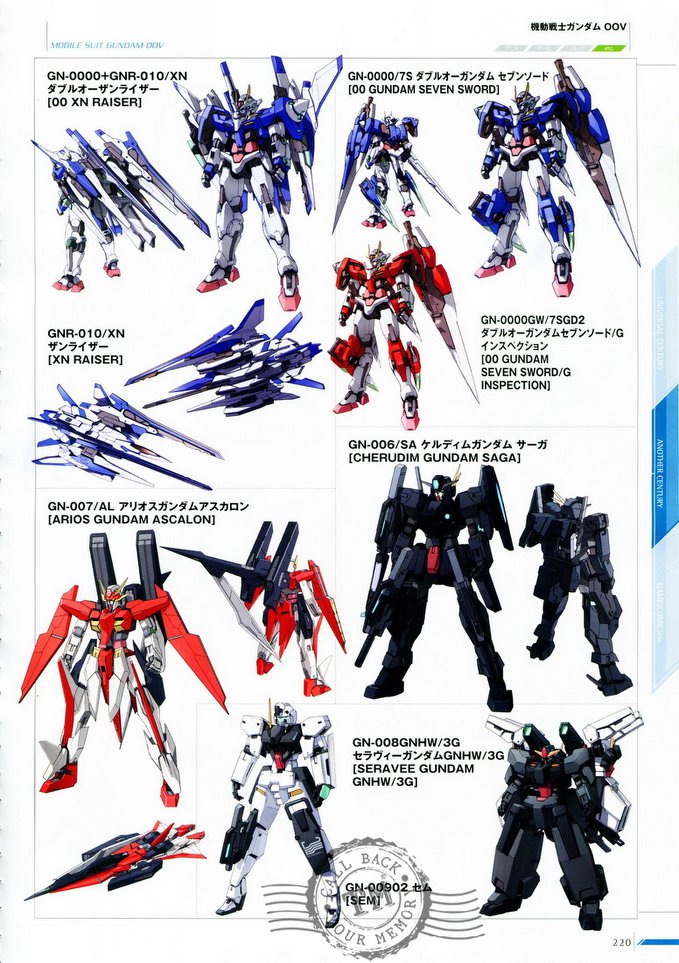 機動戦士ガンダム OOV
MOBILE SUIT GUNDAM OOV
etc
GN-0000+GNR-010/XN
ダブルオーザンライザー
[00 XN RAISER]
GN-0000/7S ダブルオーガンダム セブンソード
[00 GUNDAM SEVEN SWORD]
GNR-010/XN
ザンライザー
[XN RAISER]
GN-0000GW/7SGD2
ダブルオーガンダムセブンソード/G
インスペクション
[00 GUNDAM
SEVEN SWORD/G
INSPECTION]
UNIVERSAL CENTURY
GN-006/SA ケルディムガンダム サーガ
[CHERUDIM GUNDAM SAGA]
ANOTHER CENTURY
GN-007/AL アリオスガンダムアスカロン
[ARIOS GUNDAM ASCALON]
GAME/COMIC/etc
GN-008GNHW/3G
セラヴィーガンダムGNHW/3G
[SERAVEE GUNDAM
GNHW/3G]
GN-00902 セム
[SEM]
CALL BACK
YOUR MEMORY
PM
220